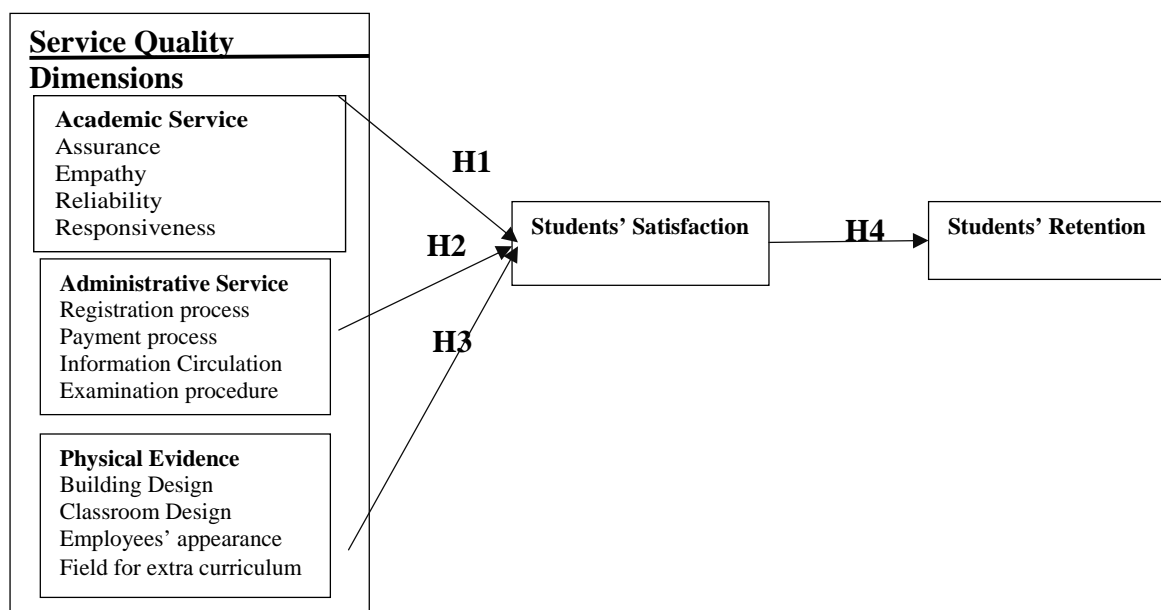 Service Quality
Dimensions
Academic Service
Assurance
Empathy
Reliability
Responsiveness
Administrative Service
Registration process
Payment process
Information Circulation
Examination procedure
Physical Evidence
Building Design
Classroom Design
Employees’ appearance
Field for extra curriculum
H1
H2
H3
Students’ Satisfaction
H4
Students’ Retention